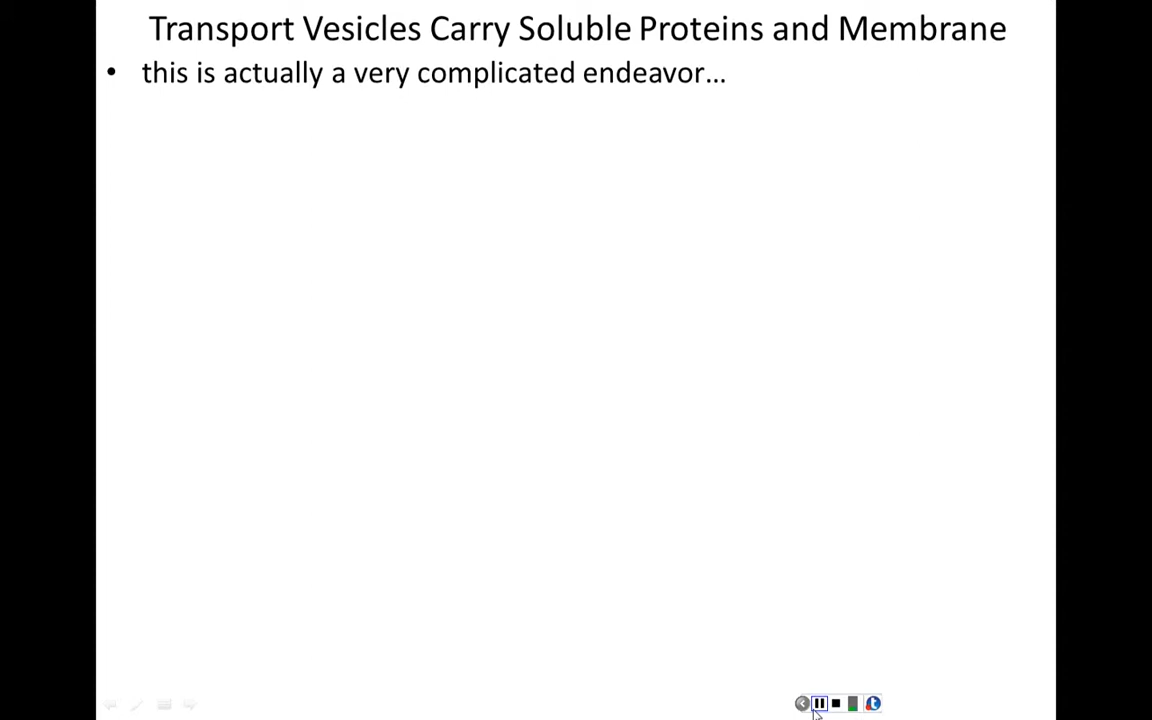 Transport Vesicles Carry Soluble Proteins and Membrane
• this is actually a very complicated endeavor...